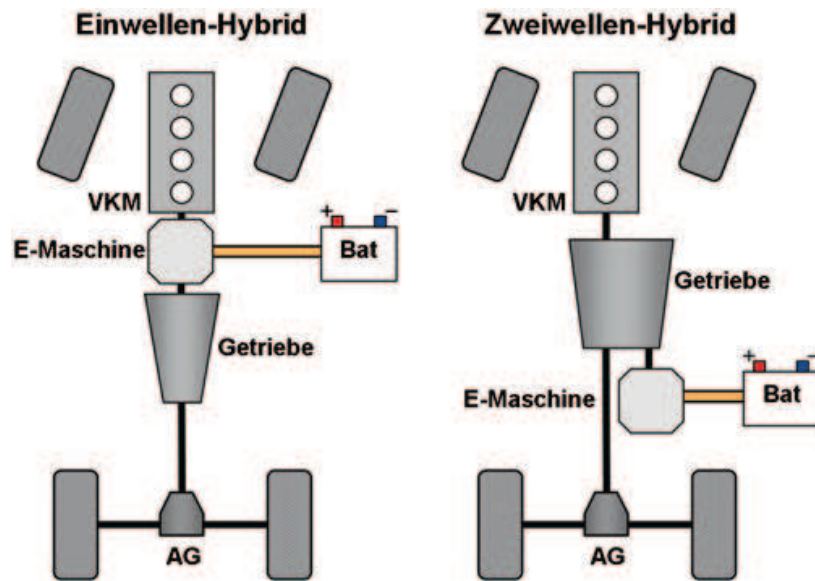 Einwellen-Hybrid
VKM
+ −
E-Maschine
Bat
Getriebe
AG
Zweiwellen-Hybrid
VKM
Getriebe
+ −
E-Maschine
Bat
AG